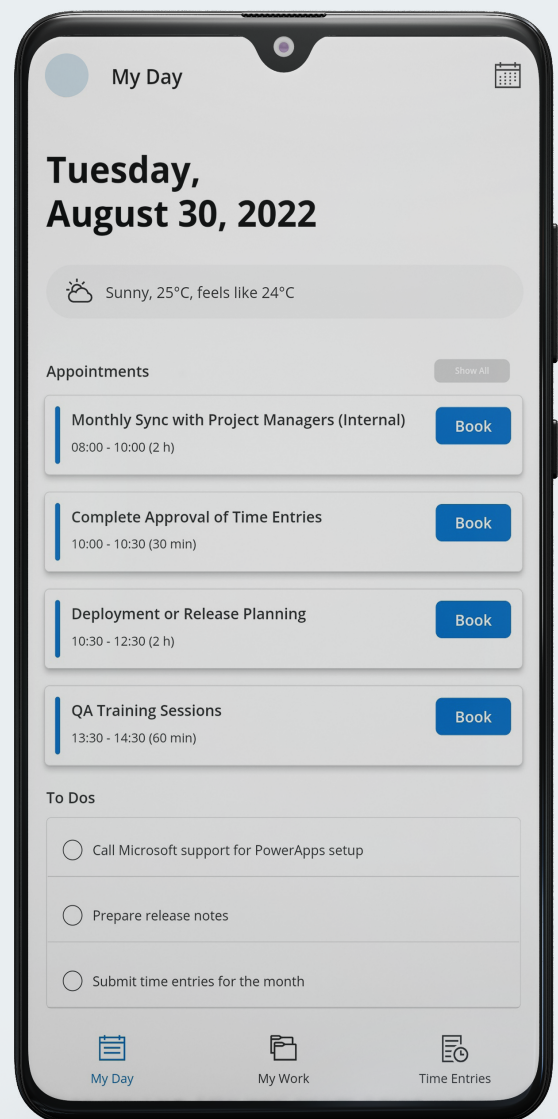 My Day
Tuesday,
August 30, 2022
Sunny, 25°C, feels like 24°C
Appointments
Show All
Monthly Sync with Project Managers (Internal)
08:00 - 10:00 (2 h)
Book
Complete Approval of Time Entries
10:00 - 10:30 (30 min)
Book
Deployment or Release Planning
10:30 - 12:30 (2 h)
Book
QA Training Sessions
13:30 - 14:30 (60 min)
Book
To Dos
Call Microsoft support for PowerApps setup
Prepare release notes
Submit time entries for the month
My Day
My Work
Time Entries